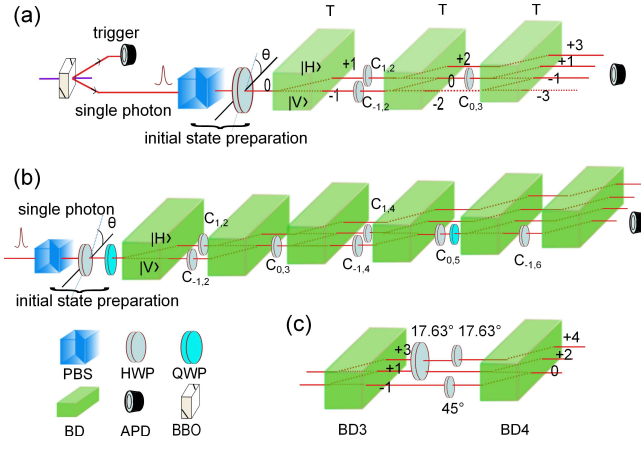 (a)
T
T
T
trigger
θ
|H⟩
+1
C1,2
+2
+3
+1
0
0
-1
single photon
|V⟩
-1
C-1,2
-2
C0,3
-3
initial state preparation
(b)
single photon
θ
|H⟩
C1,2
C1,4
|V⟩
C-1,2
C0,3
C-1,4
C0,5
C-1,6
initial state preparation
(c)
17.63° 17.63°
+3
+4
+1
+2
0
-1
45°
BD3
BD4
PBS
HWP
QWP
BD
APD
BBO